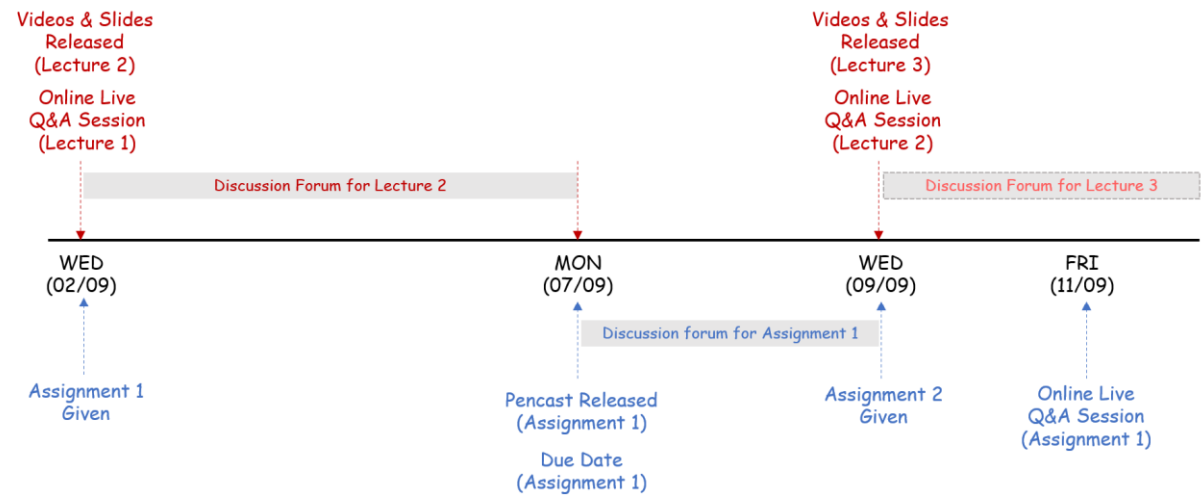 Videos & Slides
Released
(Lecture 2)
Online Live
Q&A Session
(Lecture 1)
Videos & Slides
Released
(Lecture 3)
Online Live
Q&A Session
(Lecture 2)
Discussion Forum for Lecture 2
Discussion Forum for Lecture 3
WED
(02/09)
MON
(07/09)
WED
(09/09)
FRI
(11/09)
Discussion forum for Assignment 1
Assignment 1
Given
Pencast Released
(Assignment 1)
Due Date
(Assignment 1)
Assignment 2
Given
Online Live
Q&A Session
(Assignment 1)